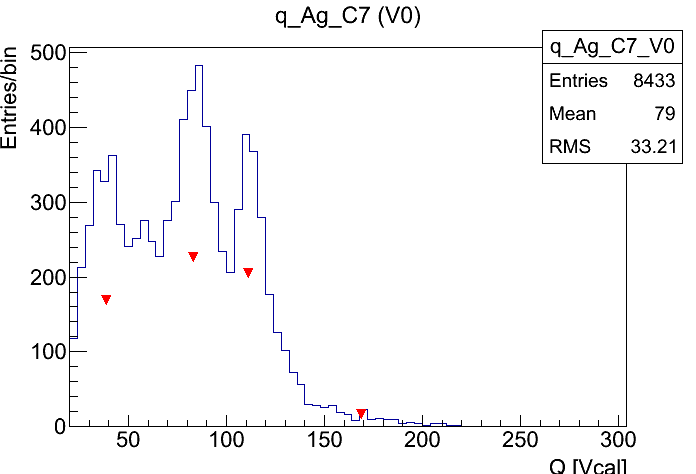 q_Ag_C7 (V0)
q_Ag_C7_V0
Entries 8433
Mean 79
RMS 33.21
Entries/bin
500
400
300
200
100
0
50 100 150 200 250 300
Q [Vcal]